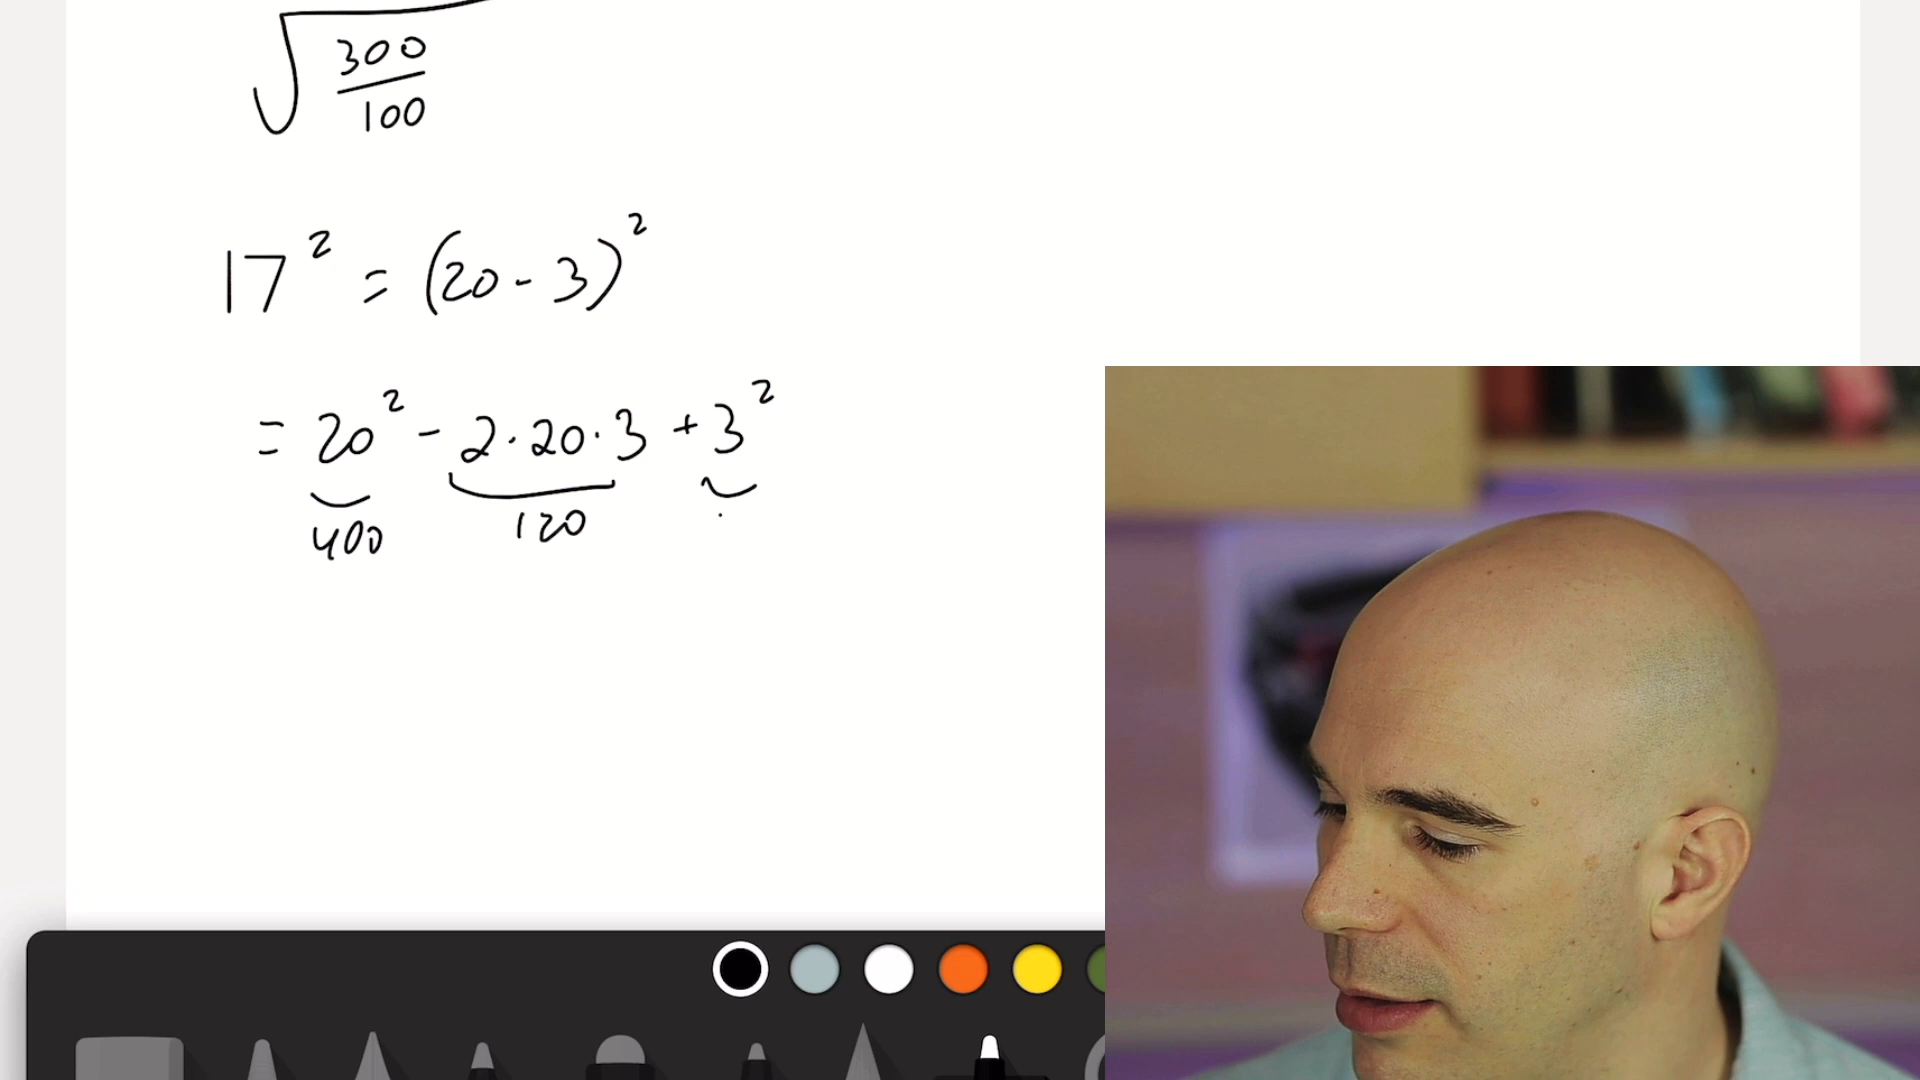 √(300/100)
17² = (20 - 3)²
= 20² - 2·20·3 + 3²
400 120